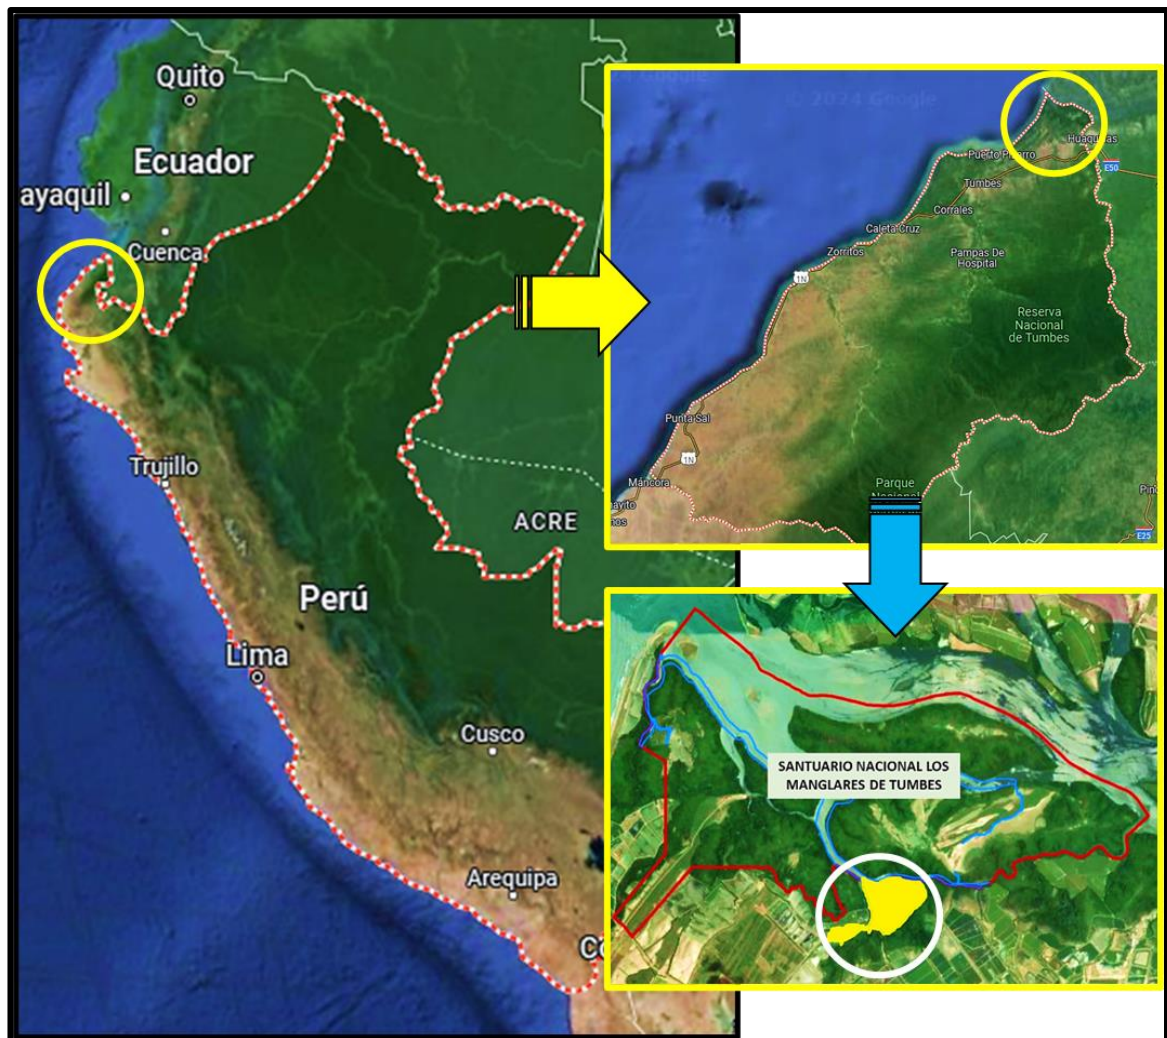 Quito
Ecuador
ayaquil
Cuenca
Trujillo
ACRE
Perú
Lima
Cusco
Arequipa
2024 Google
Huaquillas
Puerto Pizarro
E50
Tumbes
Corrales
Caleta Cruz
Zorritos
Pampas De
Hospital
1N
Reserva
Nacional
de Tumbes
Punta Sal
1N
Máncora
Parque
Nacional
E25
SANTUARIO NACIONAL LOS
MANGLARES DE TUMBES